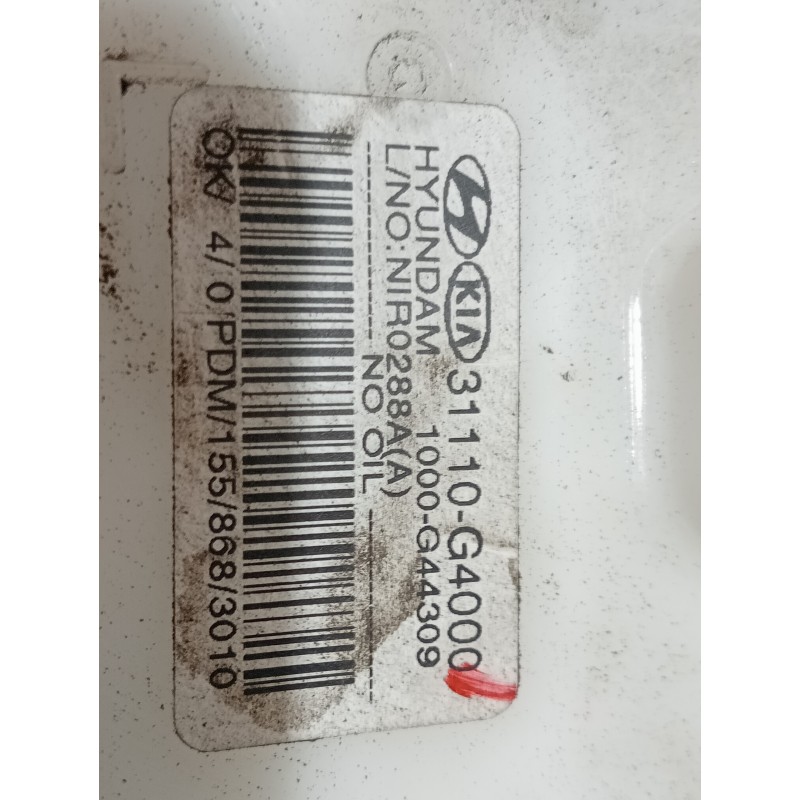 KIA 31110-G4000
HYUNDAM 1000-G44309
L/NO:NIR0288A(A)
NO OIL
OK/ 4/0 PDM/155/868/3010